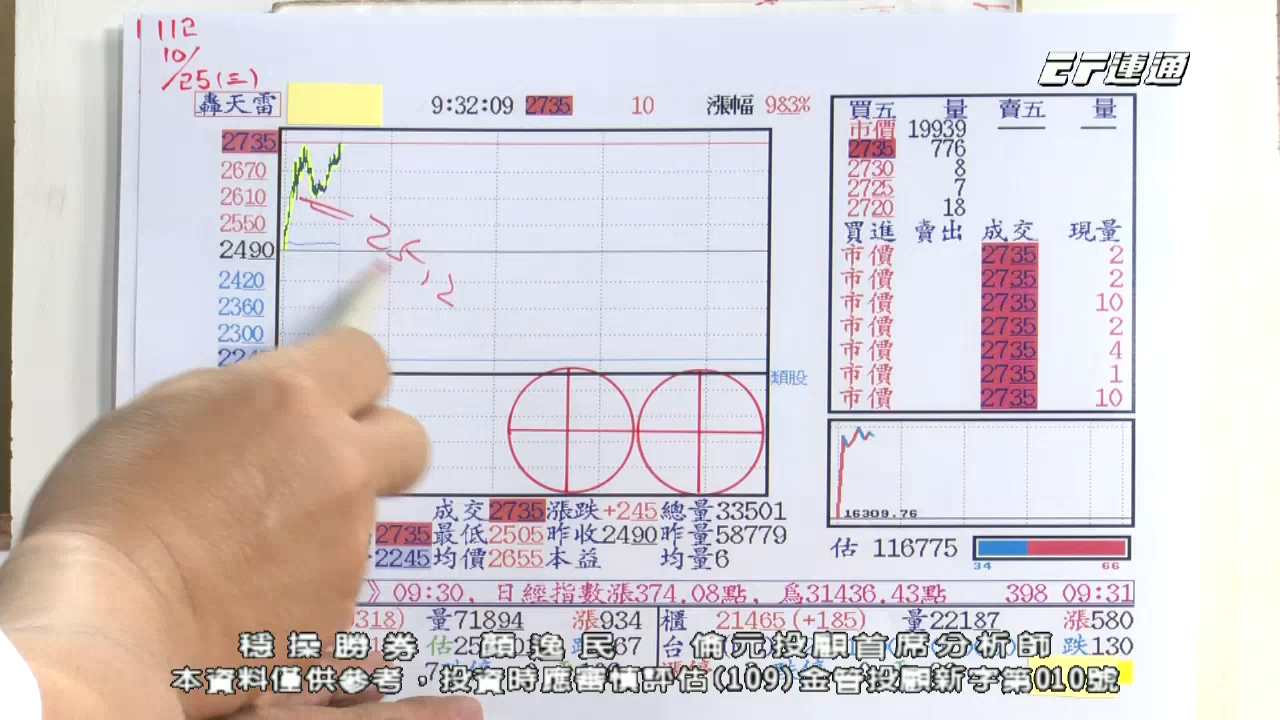 112
10/25(三)
EF運通
轟天雷
9:32:09 2735 10 漲幅 983%
2735
2670
2610
2550
2490
2420
2360
2300
25,2
類股
買五 量 賣五 量
市價 19939
2735 776
2730 8
2725 7
2720 18
買進 賣出 成交 現量
市價 2735 2
市價 2735 2
市價 2735 10
市價 2735 2
市價 2735 4
市價 2735 1
市價 2735 10
16309.76
估 116775
34 66
成交 2735 漲跌 +245 總量 33501
2735 最低 2505 昨收 2490 昨量 58779
2245 均價 2655 本益 均量 6
》09:30, 日經指數漲374.08點, 為31436.43點 398 09:31
318) 量71894 漲934 櫃 21465 (+185) 量22187 漲580
估25 67 台 跌130
穩操勝券 顏逸民 倫元投顧首席分析師
本資料僅供參考，投資時應審慎評估(109)金管投顧新字第010號